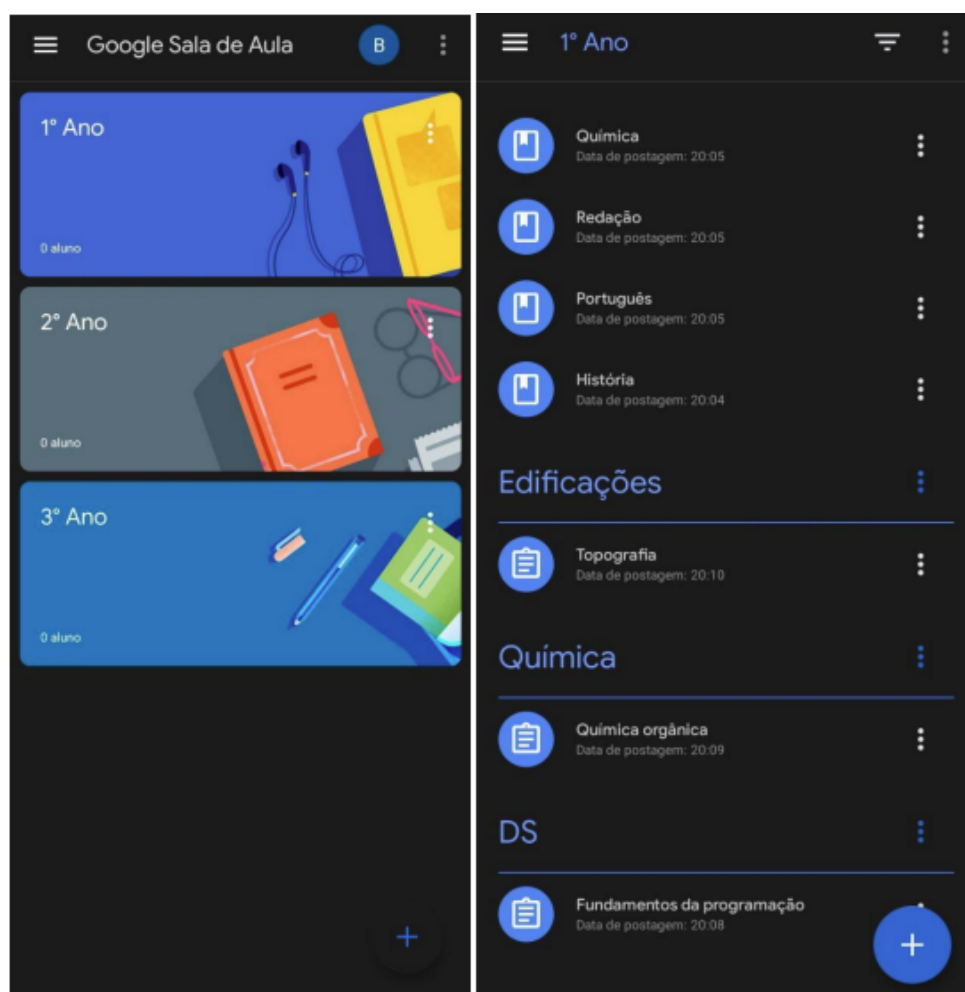 Google Sala de Aula
B
1° Ano
0 aluno
2° Ano
0 aluno
3° Ano
0 aluno
1° Ano
Química
Data de postagem: 20:05
Redação
Data de postagem: 20:05
Português
Data de postagem: 20:05
História
Data de postagem: 20:04
Edificações
Topografia
Data de postagem: 20:10
Química
Química orgânica
Data de postagem: 20:09
DS
Fundamentos da programação
Data de postagem: 20:08